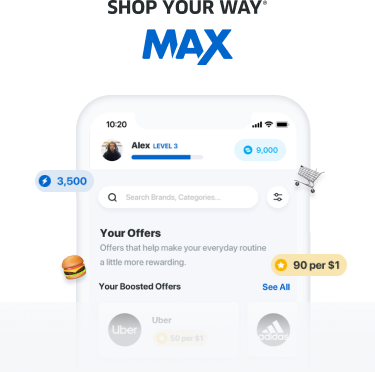 SHOP YOUR WAY®
MAX
10:20
Alex LEVEL 3
9,000
3,500
Search Brands, Categories...
Your Offers
Offers that help make your everyday routine
a little more rewarding.
90 per $1
Your Boosted Offers
See All
Uber
Uber
50 per $1
adidas